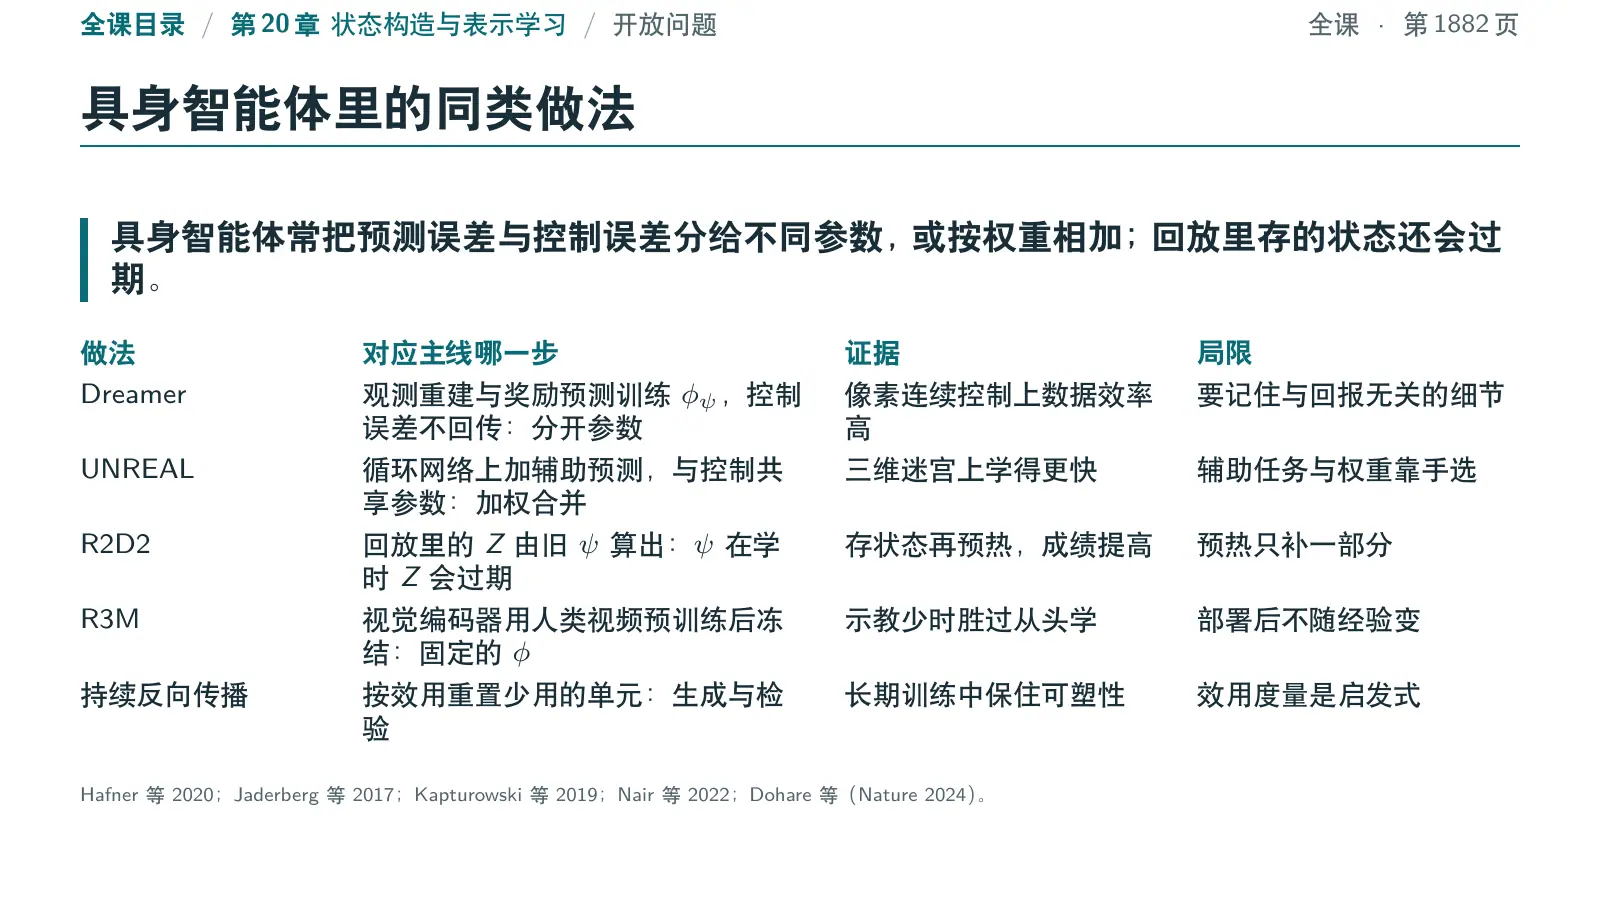 全课目录 / 第 20 章 状态构造与表示学习 / 开放问题
全课 · 第 1882 页
具身智能体里的同类做法
具身智能体常把预测误差与控制误差分给不同参数，或按权重相加；回放里存的状态还会过
期。
做法 对应主线哪一步 证据 局限
Dreamer 观测重建与奖励预测训练 ϕ_ψ，控制 像素连续控制上数据效率 要记住与回报无关的细节
误差不回传：分开参数 高
UNREAL 循环网络上加辅助预测，与控制共 三维迷宫上学得更快 辅助任务与权重靠手选
享参数：加权合并
R2D2 回放里的 Z 由旧 ψ 算出：ψ 在学 存状态再预热，成绩提高 预热只补一部分
时 Z 会过期
R3M 视觉编码器用人类视频预训练后冻 示教少时胜过从头学 部署后不随经验变
结：固定的 ϕ
持续反向传播 按效用重置少用的单元：生成与检 长期训练中保住可塑性 效用度量是启发式
验
Hafner 等 2020；Jaderberg 等 2017；Kapturowski 等 2019；Nair 等 2022；Dohare 等（Nature 2024）。